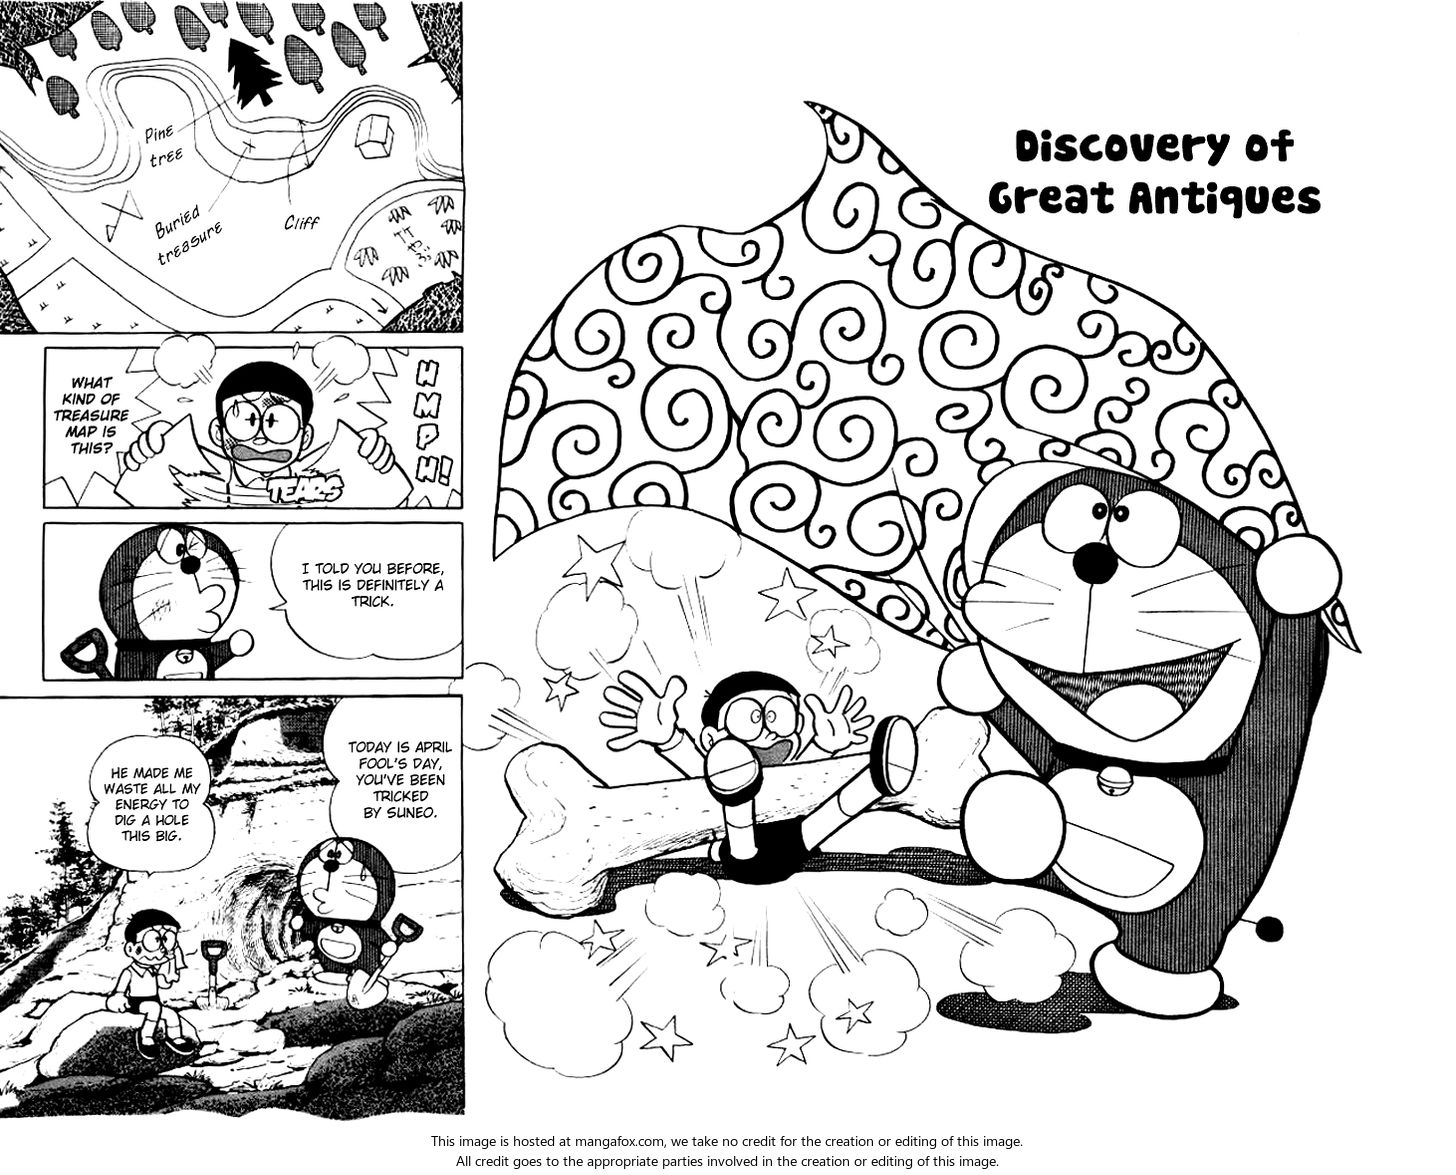 Discovery of
Great Antiques
Pine
tree
Buried
treasure
Cliff
WHAT
KIND OF
TREASURE
MAP IS
THIS?
HMPH!
TEARS
I TOLD YOU BEFORE,
THIS IS DEFINITELY A
TRICK.
TODAY IS APRIL
FOOL'S DAY,
YOU'VE BEEN
TRICKED
BY SUNEO.
HE MADE ME
WASTE ALL MY
ENERGY TO
DIG A HOLE
THIS BIG.
This image is hosted at mangafox.com, we take no credit for the creation or editing of this image.
All credit goes to the appropriate parties involved in the creation or editing of this image.